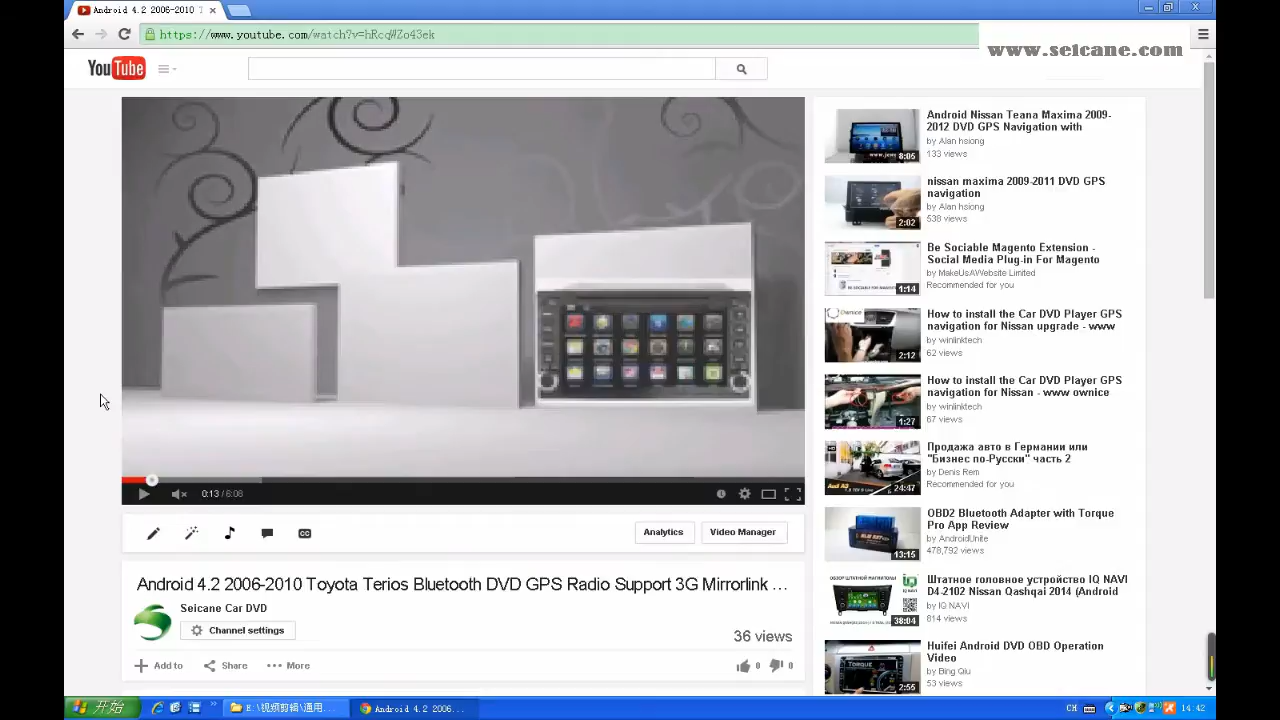 Android 4.2 2006-2010 T
https://www.youtube.com/watch?v=hRcqWZo43ek
www.seicane.com
YouTube
Android Nissan Teana Maxima 2009-
2012 DVD GPS Navigation with
by Alan hsiong
133 views
8:05
nissan maxima 2009-2011 DVD GPS
navigation
by Alan hsiong
538 views
2:02
Be Sociable Magento Extension -
Social Media Plug-in For Magento
by MakeUsAWebsite Limited
Recommended for you
1:14
How to install the Car DVD Player GPS
navigation for Nissan upgrade - www
by winlinktech
62 views
2:12
How to install the Car DVD Player GPS
navigation for Nissan - www ownice
by winlinktech
67 views
1:27
Продажа авто в Германии или
"Бизнес по-Русски" часть 2
by Denis Rem
Recommended for you
24:47
OBD2 Bluetooth Adapter with Torque
Pro App Review
by AndroidUnite
478,792 views
13:15
Штатное головное устройство IQ NAVI
D4-2102 Nissan Qashqai 2014 (Android
by IQ NAVI
814 views
38:04
Huifei Android DVD OBD Operation
Video
by Bing Qiu
53 views
2:55
0:13 / 6:08
CC
Analytics
Video Manager
Android 4.2 2006-2010 Toyota Terios Bluetooth DVD GPS Radio Support 3G Mirrorlink ...
Seicane Car DVD
Channel settings
36 views
Add to
Share
More
0
0
开始
H:\视频剪辑\通用...
Android 4.2 2006...
CH
14:42